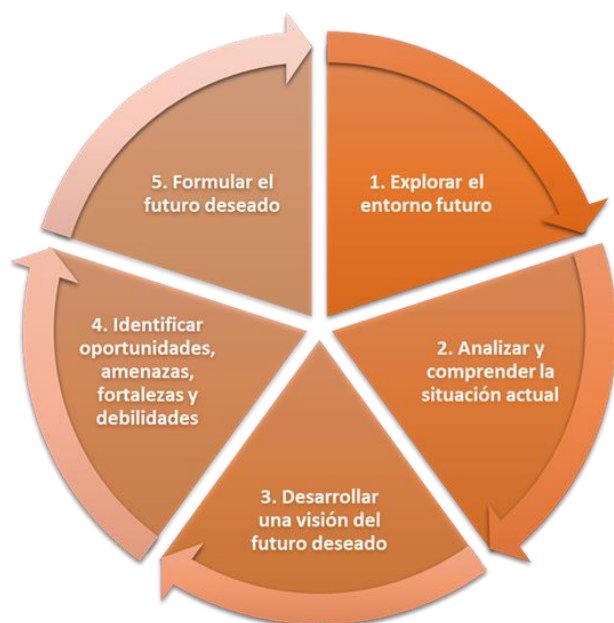 1. Explorar el
entorno futuro
2. Analizar y
comprender la
situación actual
3. Desarrollar
una visión del
futuro deseado
4. Identificar
oportunidades,
amenazas,
fortalezas y
debilidades
5. Formular el
futuro deseado